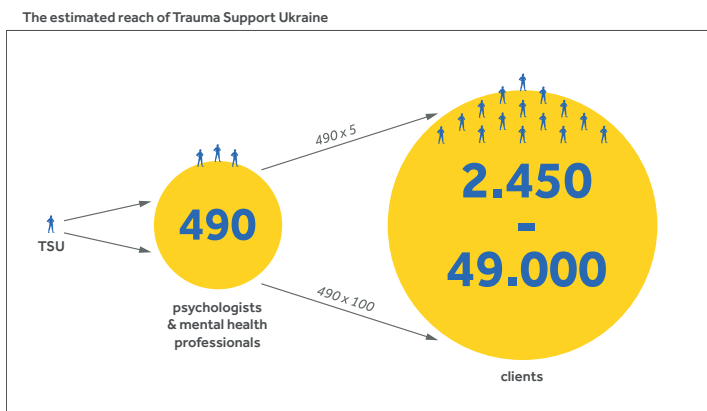 The estimated reach of Trauma Support Ukraine
TSU
490
psychologists
& mental health
professionals
490 x 5
490 x 100
2.450
-
49.000
clients